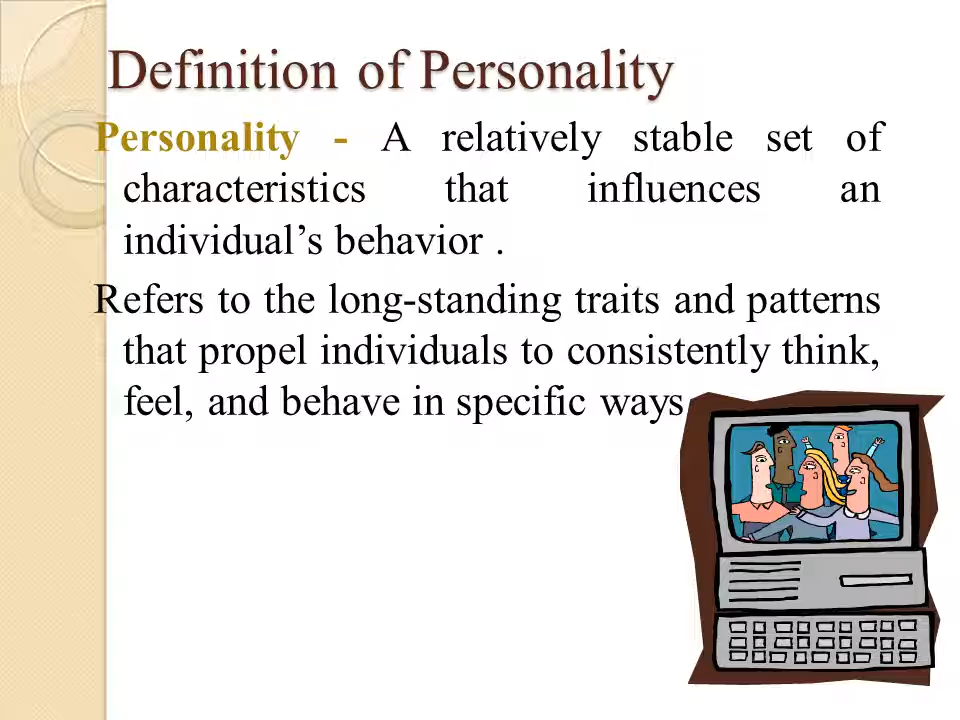 Definition of Personality
Personality - A relatively stable set of
characteristics that influences an
individual’s behavior .
Refers to the long-standing traits and patterns
that propel individuals to consistently think,
feel, and behave in specific ways